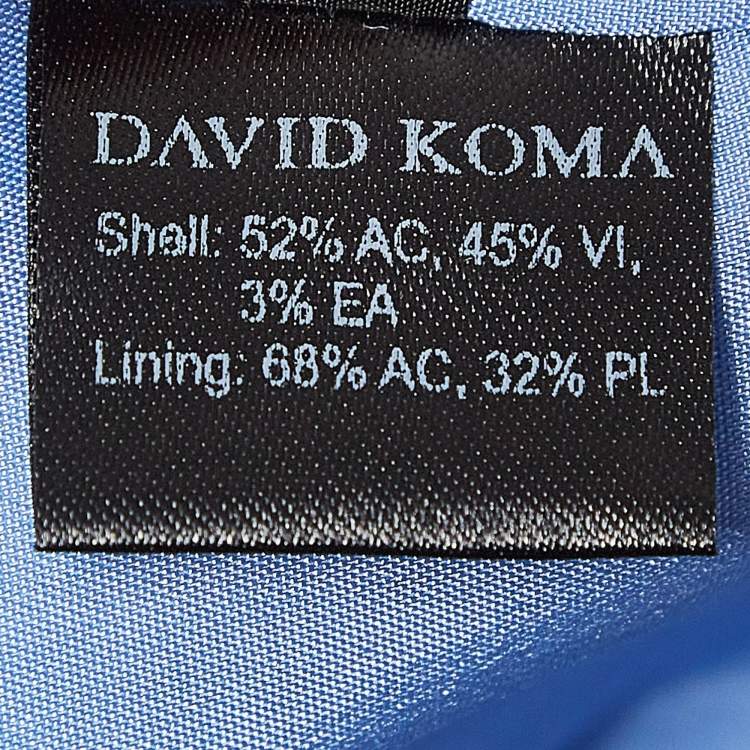 DAVID KOMA
Shell: 52% AC, 45% VI,
3% EA
Lining: 68% AC, 32% PL